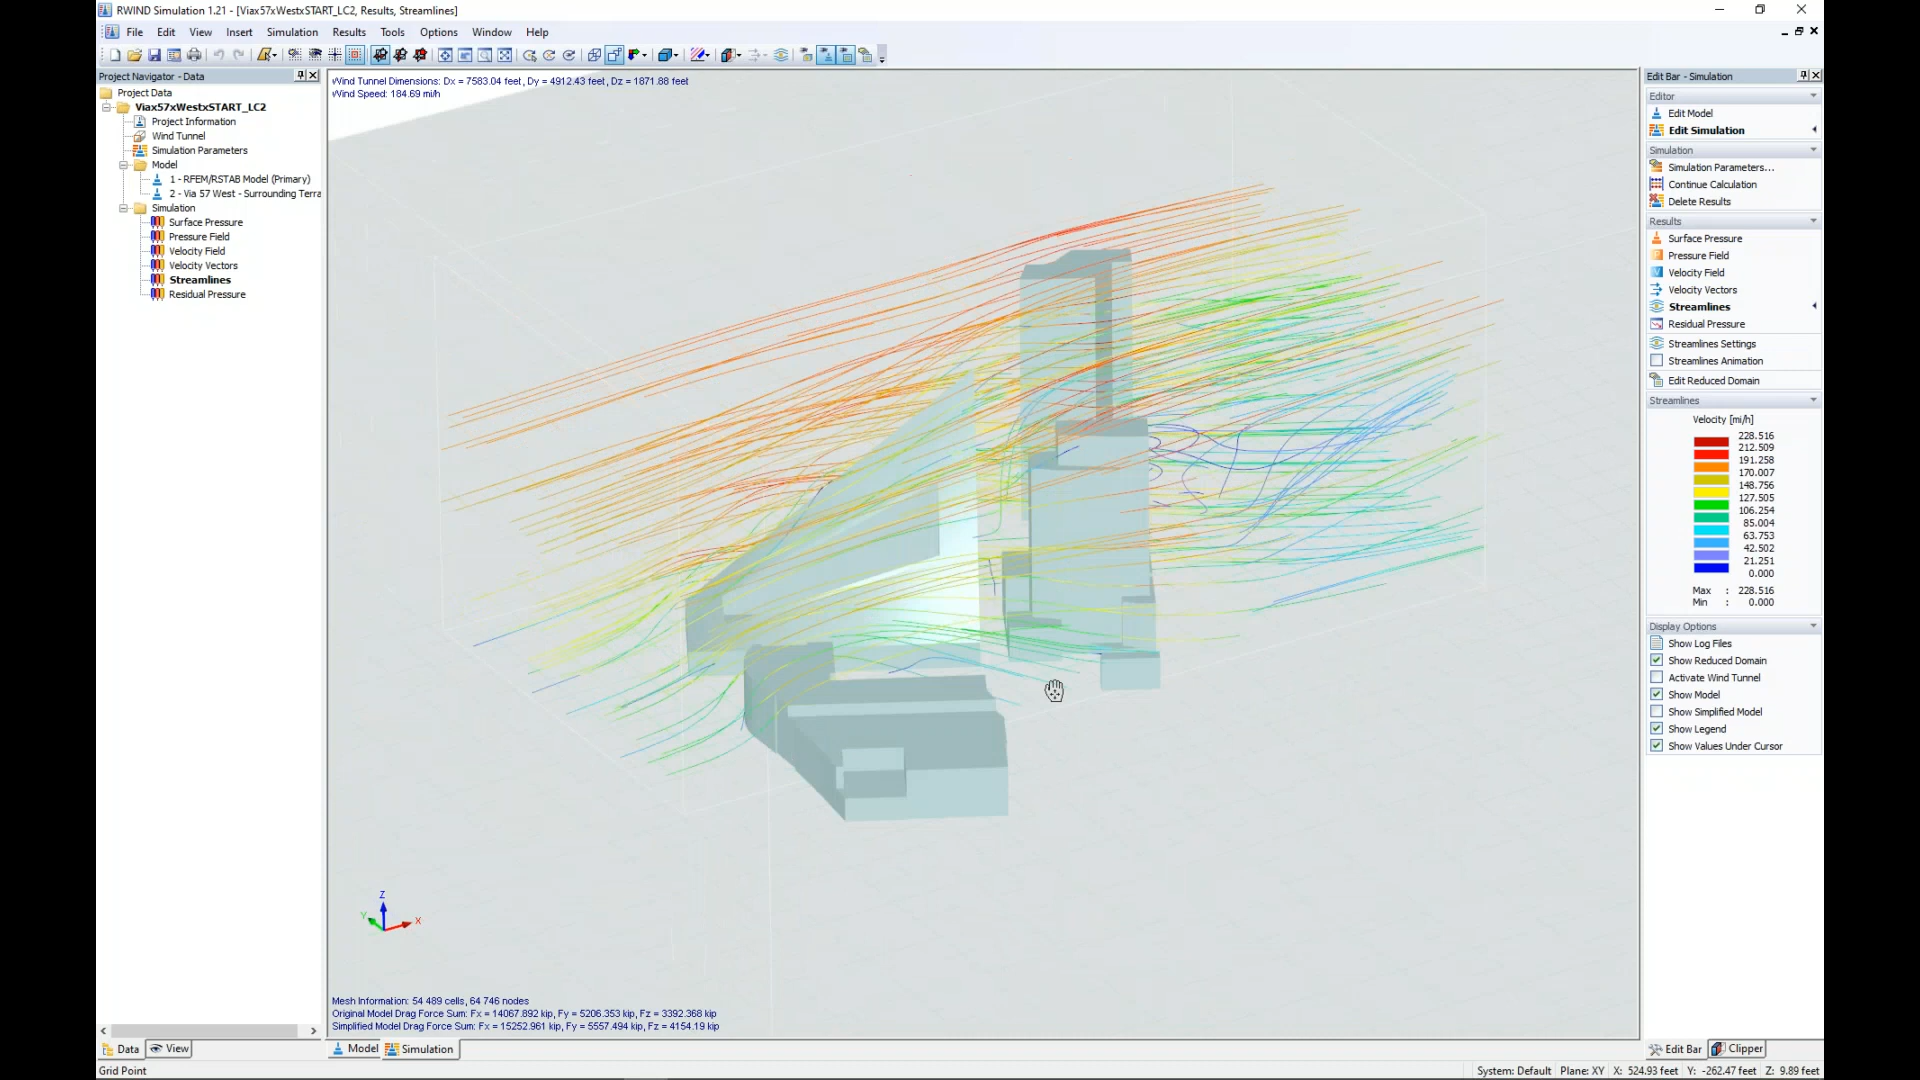 RWIND Simulation 1.21 - [Viax57xWestxSTART_LC2, Results, Streamlines]
File Edit View Insert Simulation Results Tools Options Window Help
Project Navigator - Data
Project Data
Viax57xWestxSTART_LC2
Project Information
Wind Tunnel
Simulation Parameters
Model
1 - RFEM/RSTAB Model (Primary)
2 - Via 57 West - Surrounding Terra
Simulation
Surface Pressure
Pressure Field
Velocity Field
Velocity Vectors
Streamlines
Residual Pressure
Data View
Wind Tunnel Dimensions: Dx = 7583.04 feet, Dy = 4912.43 feet, Dz = 1871.88 feet
Wind Speed: 184.69 mi/h
Z
Y
X
Mesh Information: 54 489 cells, 64 746 nodes
Original Model Drag Force Sum: Fx = 14067.892 kip, Fy = 5206.353 kip, Fz = 3392.368 kip
Simplified Model Drag Force Sum: Fx = 15252.961 kip, Fy = 5557.494 kip, Fz = 4154.19 kip
Model Simulation
Edit Bar - Simulation
Editor
Edit Model
Edit Simulation
Simulation
Simulation Parameters...
Continue Calculation
Delete Results
Results
Surface Pressure
Pressure Field
Velocity Field
Velocity Vectors
Streamlines
Residual Pressure
Streamlines Settings
Streamlines Animation
Edit Reduced Domain
Streamlines
Velocity [mi/h]
228.516
212.509
191.258
170.007
148.756
127.505
106.254
85.004
63.753
42.502
21.251
0.000
Max : 228.516
Min : 0.000
Display Options
Show Log Files
Show Reduced Domain
Activate Wind Tunnel
Show Model
Show Simplified Model
Show Legend
Show Values Under Cursor
Edit Bar Clipper
Grid Point
System: Default Plane: XY X: 524.93 feet Y: -262.47 feet Z: 9.89 feet